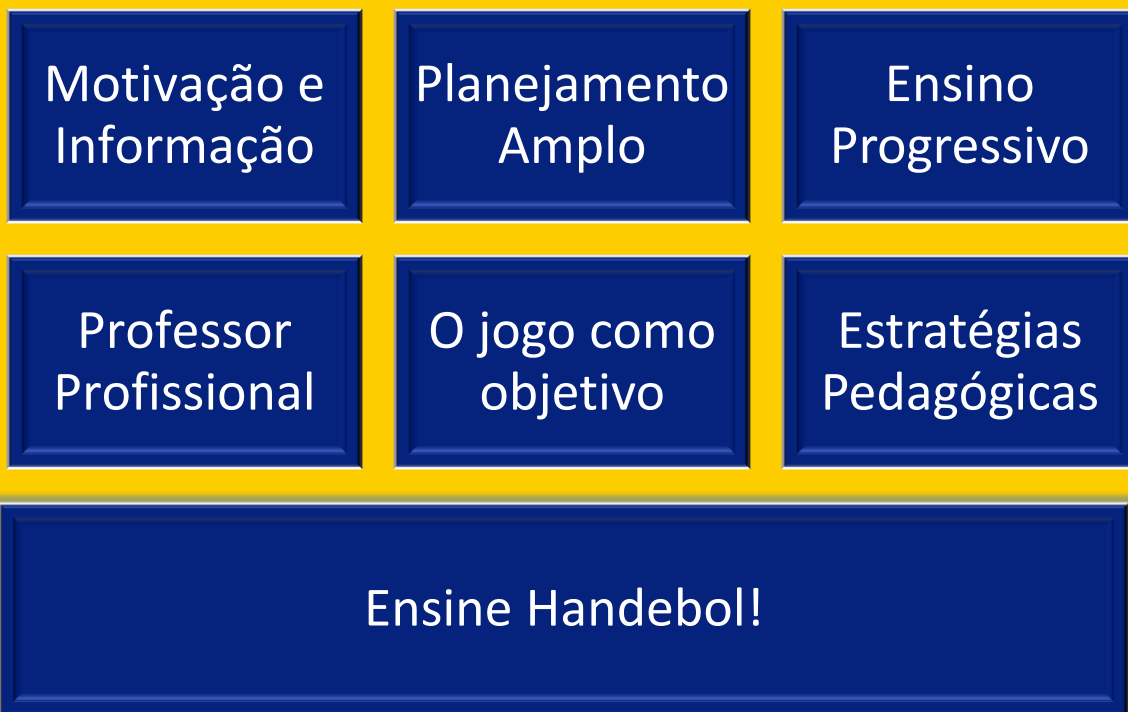 Motivação e
Informação
Planejamento
Amplo
Ensino
Progressivo
Professor
Profissional
O jogo como
objetivo
Estratégias
Pedagógicas
Ensine Handebol!